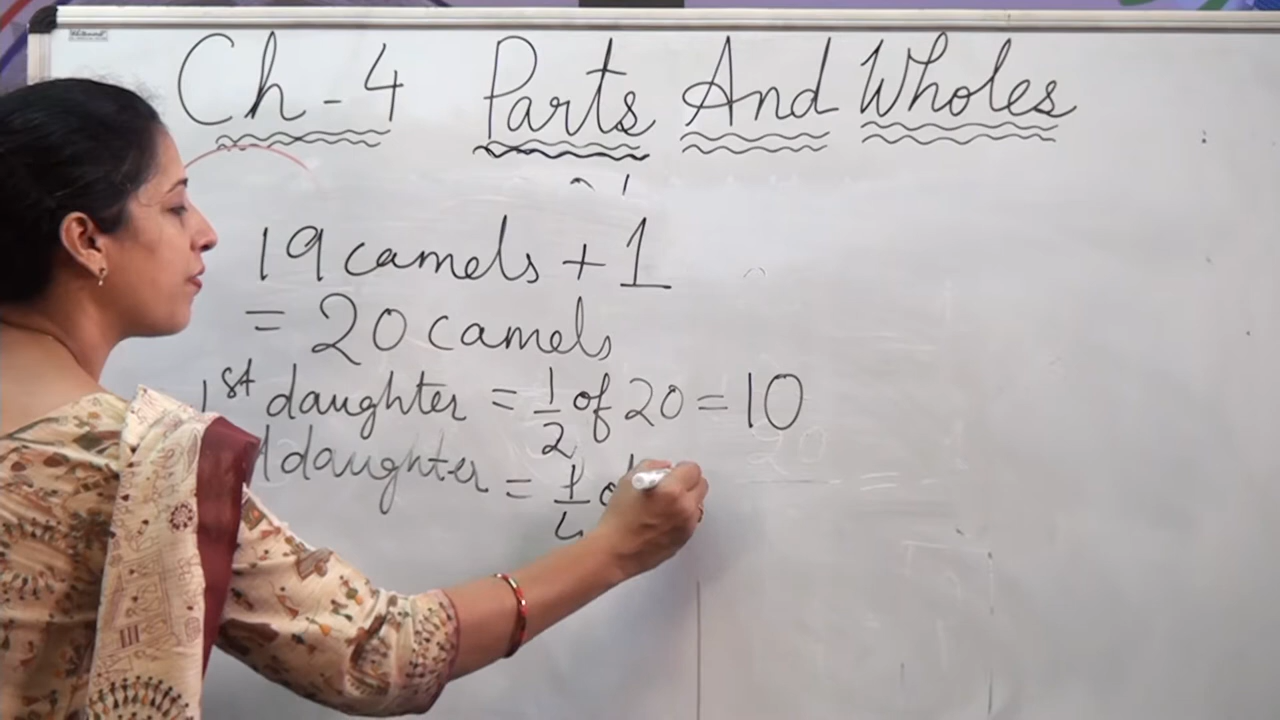 Ch-4 Parts And Wholes
19 camels + 1
= 20 camels
1st daughter = 1/2 of 20 = 10
daughter = 1/4 of